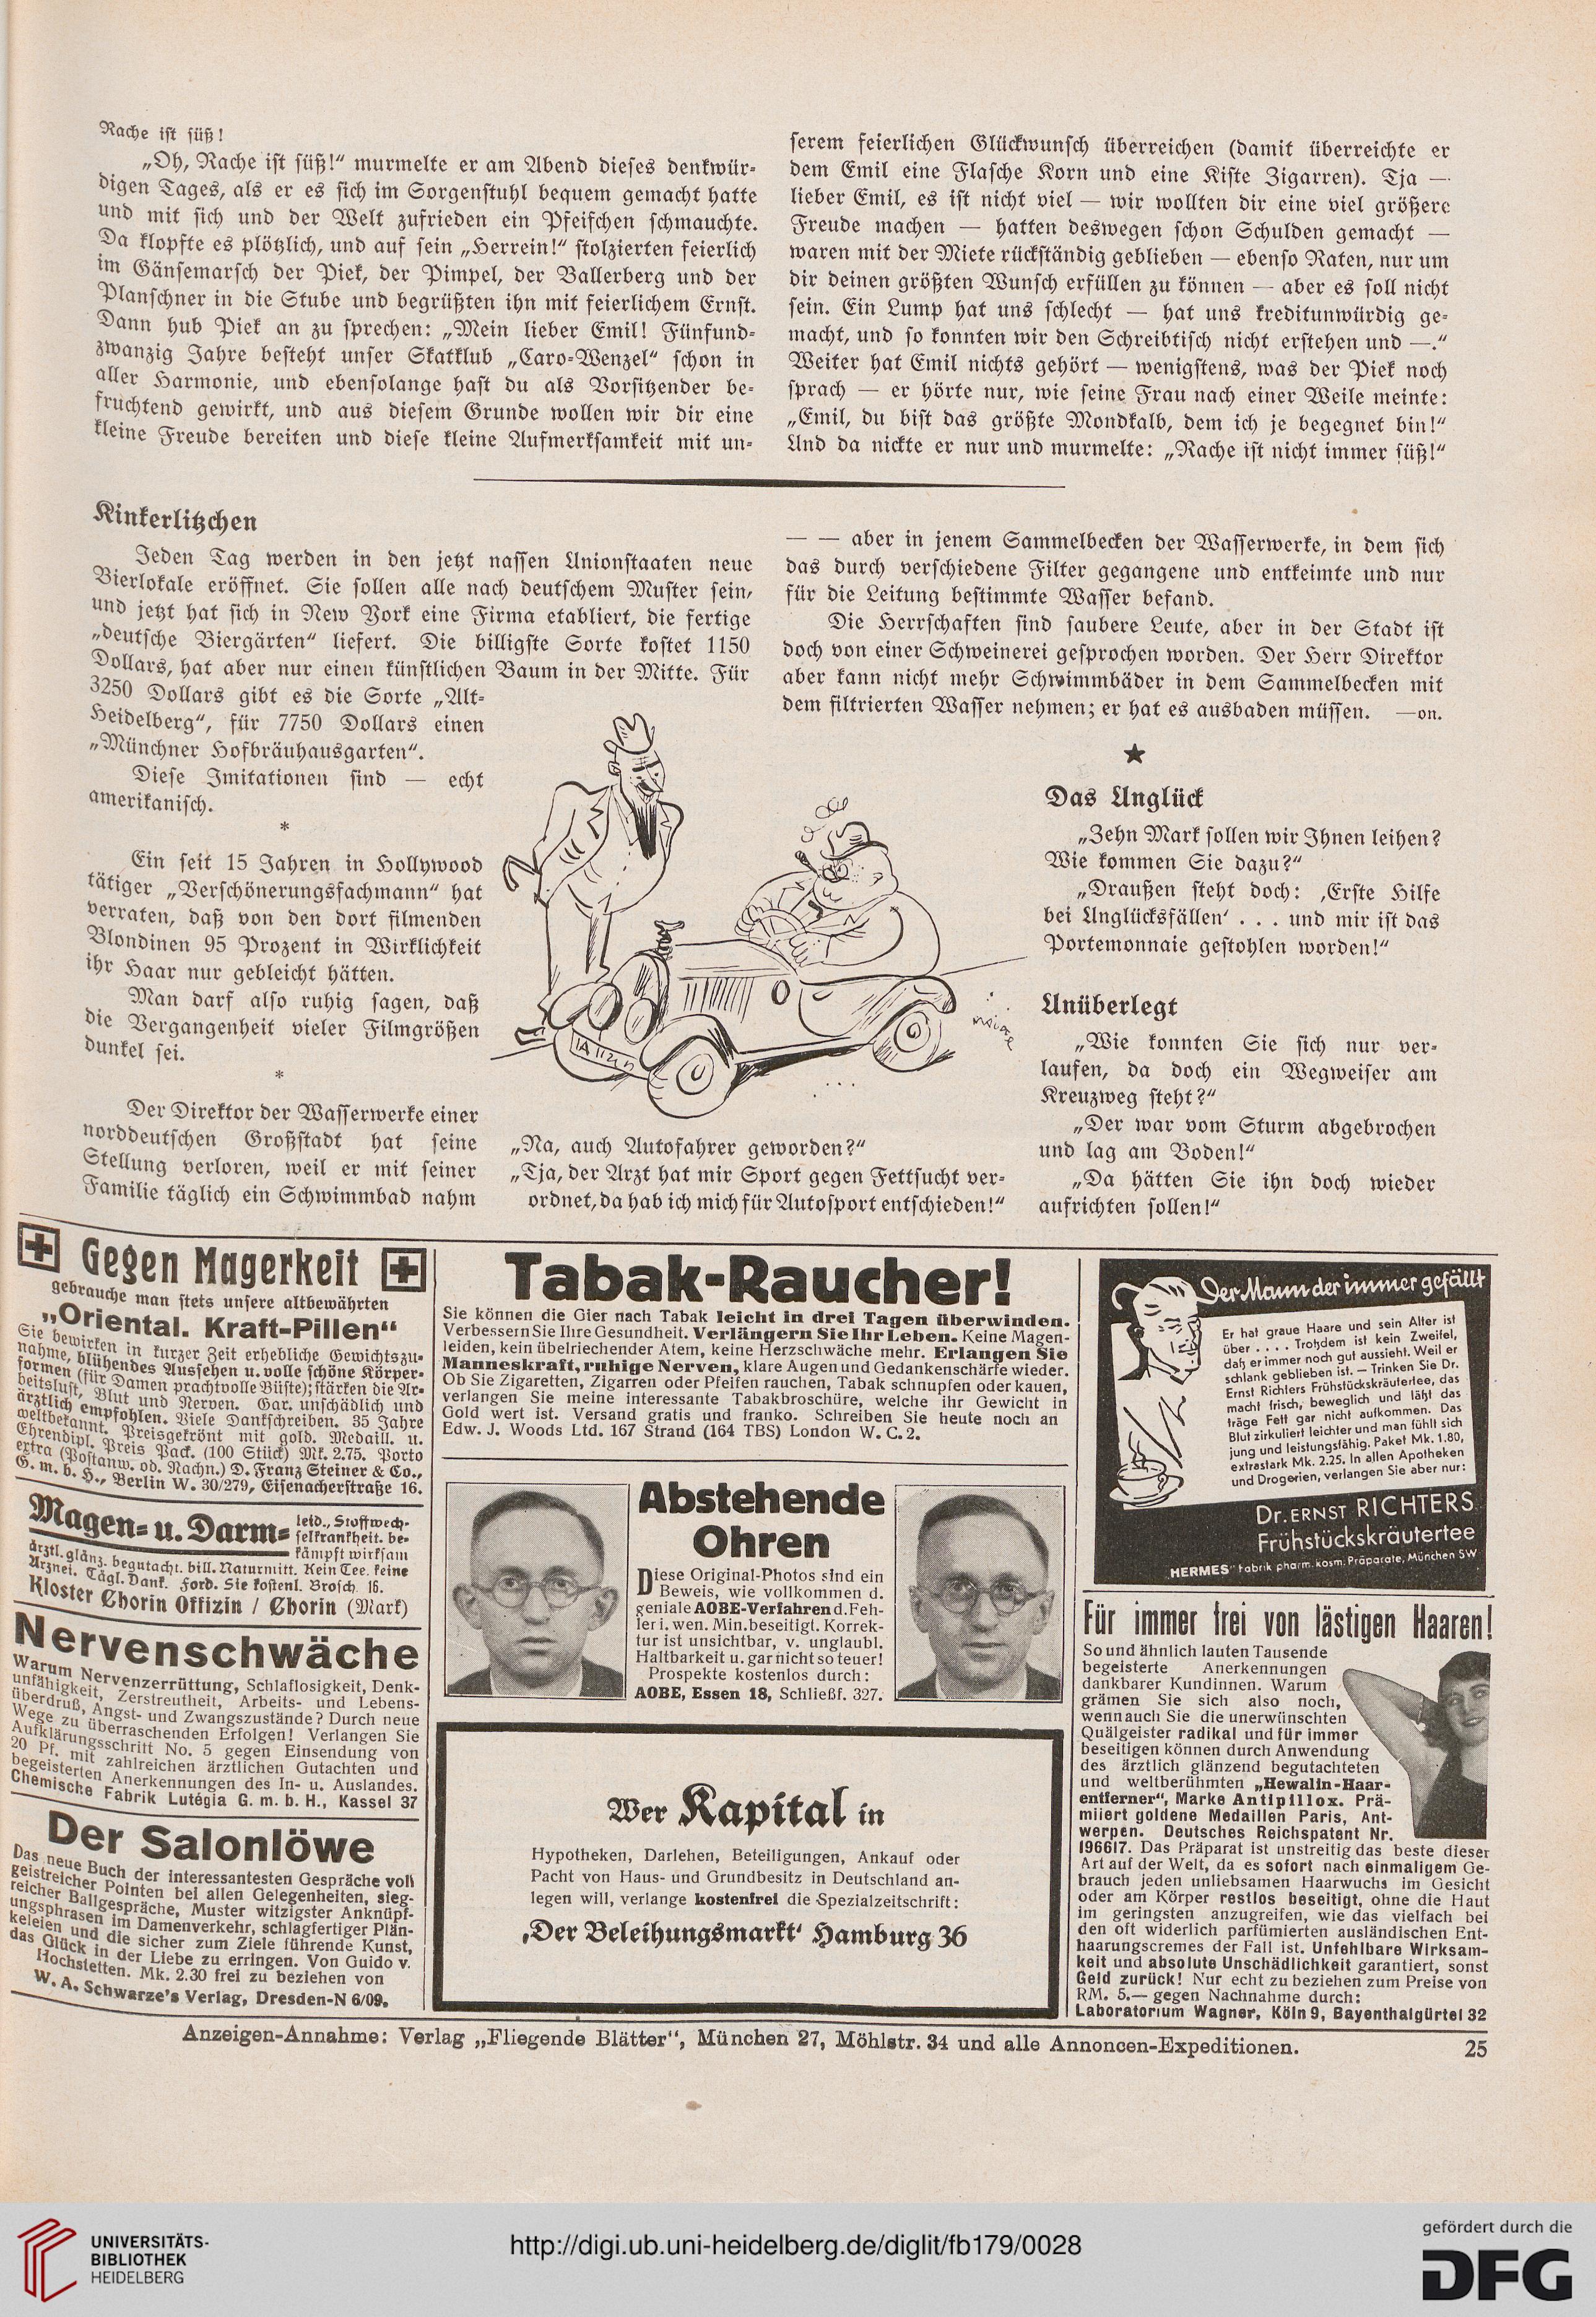 Rache ist süß!
„Oh, Rache ist süß!“ murmelte er am Abend dieses denkwür-
digen Tages, als er es sich im Sorgenstuhl bequem gemacht hatte
und mit sich und der Welt zufrieden ein Pfeifchen schmauchte.
Da klopfte es plötzlich, und auf sein „Herrein!“ stolzierten feierlich
im Gänsemarsch der Piek, der Pimpel, der Ballerberg und der
Planschner in die Stube und begrüßten ihn mit feierlichem Ernst.
Dann hub Piek an zu sprechen: „Mein lieber Emil! Fünfund-
zwanzig Jahre besteht unser Skatklub „Caro-Wenzel“ schon in
aller Harmonie, und ebensolange hast du als Vorsitzender be-
fruchtend gewirkt, und aus diesem Grunde wollen wir dir eine
kleine Freude bereiten und diese kleine Aufmerksamkeit mit un-
serem feierlichen Glückwunsch überreichen (damit überreichte er
dem Emil eine Flasche Korn und eine Kiste Zigarren). Tja —
lieber Emil, es ist nicht viel — wir wollten dir eine viel größere
Freude machen — hatten deswegen schon Schulden gemacht —
waren mit der Miete rückständig geblieben — ebenso Raten, nur um
dir deinen größten Wunsch erfüllen zu können — aber es soll nicht
sein. Ein Lump hat uns schlecht — hat uns kreditunwürdig ge-
macht, und so konnten wir den Schreibtisch nicht erstehen und —.“
Weiter hat Emil nichts gehört — wenigstens, was der Piek noch
sprach — er hörte nur, wie seine Frau nach einer Weile meinte:
„Emil, du bist das größte Mondkalb, dem ich je begegnet bin!“
Und da nickte er nur und murmelte: „Rache ist nicht immer süß!“
Kinkerlitzchen
Jeden Tag werden in den jetzt nassen Unionstaaten neue
Bierlokale eröffnet. Sie sollen alle nach deutschem Muster sein,
und jetzt hat sich in New York eine Firma etabliert, die fertige
„deutsche Biergärten“ liefert. Die billigste Sorte kostet 1150
Dollars, hat aber nur einen künstlichen Baum in der Mitte. Für
3250 Dollars gibt es die Sorte „Alt-
Heidelberg“, für 7750 Dollars einen
„Münchner Hofbräuhausgarten“.
Diese Imitationen sind — echt
amerikanisch.
*
Ein seit 15 Jahren in Hollywood
tätiger „Verschönerungsfachmann“ hat
verraten, daß von den dort filmenden
Blondinen 95 Prozent in Wirklichkeit
ihr Haar nur gebleicht hätten.
Man darf also ruhig sagen, daß
die Vergangenheit vieler Filmgrößen
dunkel sei.
*
Der Direktor der Wasserwerke einer
norddeutschen Großstadt hat seine
Stellung verloren, weil er mit seiner
Familie täglich ein Schwimmbad nahm
— — aber in jenem Sammelbecken der Wasserwerke, in dem sich
das durch verschiedene Filter gegangene und entkeimte und nur
für die Leitung bestimmte Wasser befand.
Die Herrschaften sind saubere Leute, aber in der Stadt ist
doch von einer Schweinerei gesprochen worden. Der Herr Direktor
aber kann nicht mehr Schwimmbäder in dem Sammelbecken mit
dem filtrierten Wasser nehmen; er hat es ausbaden müssen. —on.
★
„Na, auch Autofahrer geworden?“
„Tja, der Arzt hat mir Sport gegen Fettsucht ver-
ordnet, da hab ich mich für Autosport entschieden!“
Das Unglück
„Zehn Mark sollen wir Ihnen leihen?
Wie kommen Sie dazu?“
„Draußen steht doch: ‚Erste Hilfe
bei Unglücksfällen‘ . . . und mir ist das
Portemonnaie gestohlen worden!“
Unüberlegt
„Wie konnten Sie sich nur ver-
laufen, da doch ein Wegweiser am
Kreuzweg steht?“
„Der war vom Sturm abgebrochen
und lag am Boden!“
„Da hätten Sie ihn doch wieder
aufrichten sollen!“
Gegen Magerkeit
gebrauche man stets unsere altbewährten
„Oriental. Kraft-Pillen“
Sie bewirken in kurzer Zeit erhebliche Gewichtszu-
nahme, blühendes Aussehen u. volle schöne Körper-
formen (für Damen prachtvolle Büste); stärken die Ar-
beitslust, Blut und Nerven. Gar. unschädlich und
ärztlich empfohlen. Viele Dankschreiben. 35 Jahre
weltbekannt. Preisgekrönt mit gold. Medaill. u.
Ehrendipl. Preis Pack. (100 Stück) Mk. 2.75. Porto
extra (Postanw. od. Nachn.) D. Franz Steiner & Co.,
G. m. b. H., Berlin W. 30/279, Eisenacherstraße 16.
Magen- u. Darm-
leid., Stoffwech-
selkrankheit. be-
kämpft wirksam
ärztl. glänz. begutacht. bill. Naturmitt. Kein Tee. keine
Arznei. Tägl. Dank. Ford. Sie kostenl. Brosch. 16.
Kloster Chorin Offizin / Chorin (Mark)
Nervenschwäche
Warum Nervenzerrüttung, Schlaflosigkeit, Denk-
unfähigkeit, Zerstreutheit, Arbeits- und Lebens-
überdruß, Angst- und Zwangszustände? Durch neue
Wege zu überraschenden Erfolgen! Verlangen Sie
Aufklärungsschrift No. 5 gegen Einsendung von
20 Pf. mit zahlreichen ärztlichen Gutachten und
begeisterten Anerkennungen des In- u. Auslandes.
Chemische Fabrik Lutégia G. m. b. H., Kassel 37
Der Salonlöwe
Das neue Buch der interessantesten Gespräche voll
geistreicher Pointen bei allen Gelegenheiten, sieg-
reicher Ballgespräche, Muster witzigster Anknüpf-
ungsphrasen im Damenverkehr, schlagfertiger Plän-
keleien und die sicher zum Ziele führende Kunst,
das Glück in der Liebe zu erringen. Von Guido v.
Hochstetten. Mk. 2.30 frei zu beziehen von
W. A. Schwarze's Verlag, Dresden-N 6/09.
Tabak-Raucher!
Sie können die Gier nach Tabak leicht in drei Tagen überwinden.
Verbessern Sie Ihre Gesundheit. Verlängern Sie Ihr Leben. Keine Magen-
leiden, kein übelriechender Atem, keine Herzschwäche mehr. Erlangen Sie
Manneskraft, ruhige Nerven, klare Augen und Gedankenschärfe wieder.
Ob Sie Zigaretten, Zigarren oder Pfeifen rauchen, Tabak schnupfen oder kauen,
verlangen Sie meine interessante Tabakbroschüre, welche ihr Gewicht in
Gold wert ist. Versand gratis und franko. Schreiben Sie heute noch an
Edw. J. Woods Ltd. 167 Strand (164 TBS) London W. C. 2.
Abstehende
Ohren
Diese Original-Photos sind ein
Beweis, wie vollkommen d.
geniale AOBE-Verfahren d. Feh-
ler i. wen. Min. beseitigt. Korrek-
tur ist unsichtbar, v. unglaubl.
Haltbarkeit u. gar nicht so teuer!
Prospekte kostenlos durch:
AOBE, Essen 18, Schließf. 327.
Wer Kapital in
Hypotheken, Darlehen, Beteiligungen, Ankauf oder
Pacht von Haus- und Grundbesitz in Deutschland an-
legen will, verlange kostenfrei die Spezialzeitschrift:
‚Der Beleihungsmarkt‘ Hamburg 36
Der Mann der immer gefällt
Er hat graue Haare und sein Alter ist
über .... Trotzdem ist kein Zweifel,
daß er immer noch gut aussieht. Weil er
schlank geblieben ist. — Trinken Sie Dr.
Ernst Richters Frühstückskräutertee, das
macht frisch, beweglich und läßt das
träge Fett gar nicht aufkommen. Das
Blut zirkuliert leichter und man fühlt sich
jung und leistungsfähig. Paket Mk. 1.80,
extrastark Mk. 2.25. In allen Apotheken
und Drogerien, verlangen Sie aber nur:
Dr. ERNST RICHTERS
Frühstückskräutertee
„HERMES“ Fabrik pharm. kosm. Präparate, München SW
Für immer frei von lästigen Haaren!
So und ähnlich lauten Tausende
begeisterte Anerkennungen
dankbarer Kundinnen. Warum
grämen Sie sich also noch,
wenn auch Sie die unerwünschten
Quälgeister radikal und für immer
beseitigen können durch Anwendung
des ärztlich glänzend begutachteten
und weltberühmten „Hewalin-Haar-
entferner“, Marke Antipillox. Prä-
miiert goldene Medaillen Paris, Ant-
werpen. Deutsches Reichspatent Nr.
196617. Das Präparat ist unstreitig das beste dieser
Art auf der Welt, da es sofort nach einmaligem Ge-
brauch jeden unliebsamen Haarwuchs im Gesicht
oder am Körper restlos beseitigt, ohne die Haut
im geringsten anzugreifen, wie das vielfach bei
den oft widerlich parfümierten ausländischen Ent-
haarungscremes der Fall ist. Unfehlbare Wirksam-
keit und absolute Unschädlichkeit garantiert, sonst
Geld zurück! Nur echt zu beziehen zum Preise von
RM. 5.— gegen Nachnahme durch:
Laboratorium Wagner, Köln 9, Bayenthalgürtel 32
Anzeigen-Annahme: Verlag „Fliegende Blätter“, München 27, Möhlstr. 34 und alle Annoncen-Expeditionen.
25
UNIVERSITÄTS-
BIBLIOTHEK
HEIDELBERG
http://digi.ub.uni-heidelberg.de/diglit/fb179/0028
gefördert durch die
DFG